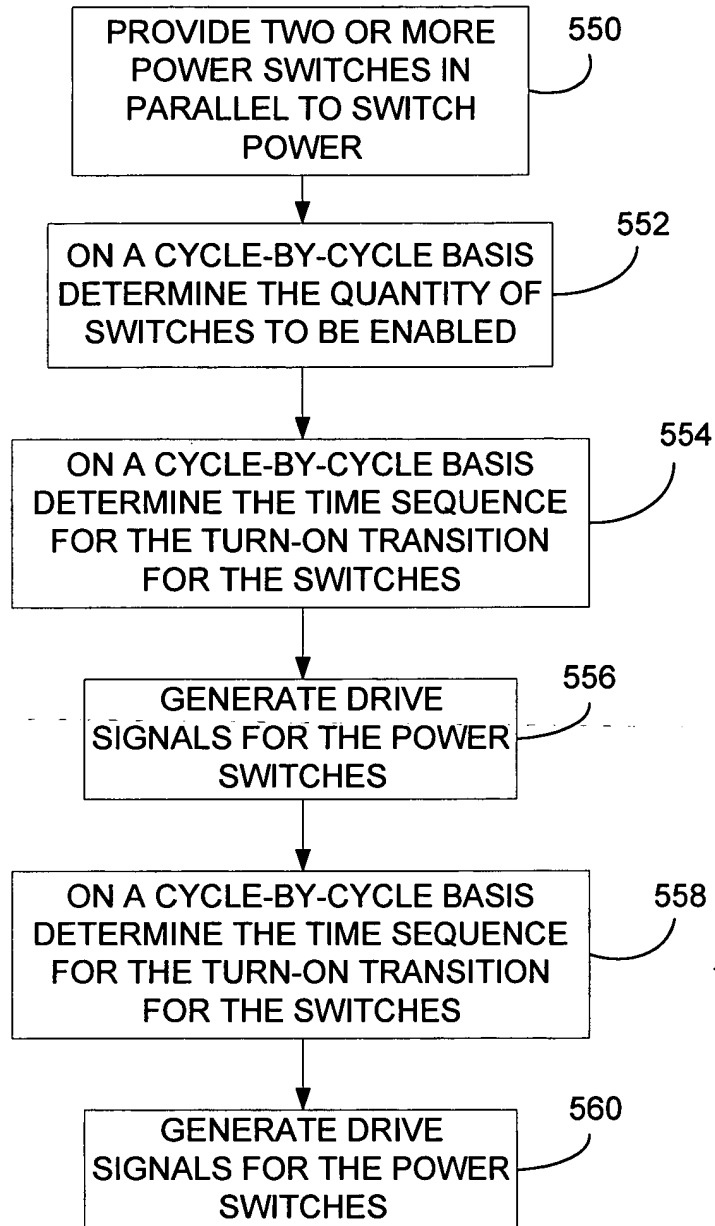 PROVIDE TWO OR MORE
POWER SWITCHES IN
PARALLEL TO SWITCH
POWER
550
ON A CYCLE-BY-CYCLE BASIS
DETERMINE THE QUANTITY OF
SWITCHES TO BE ENABLED
552
ON A CYCLE-BY-CYCLE BASIS
DETERMINE THE TIME SEQUENCE
FOR THE TURN-ON TRANSITION
FOR THE SWITCHES
554
GENERATE DRIVE
SIGNALS FOR THE POWER
SWITCHES
556
ON A CYCLE-BY-CYCLE BASIS
DETERMINE THE TIME SEQUENCE
FOR THE TURN-ON TRANSITION
FOR THE SWITCHES
558
GENERATE DRIVE
SIGNALS FOR THE POWER
SWITCHES
560